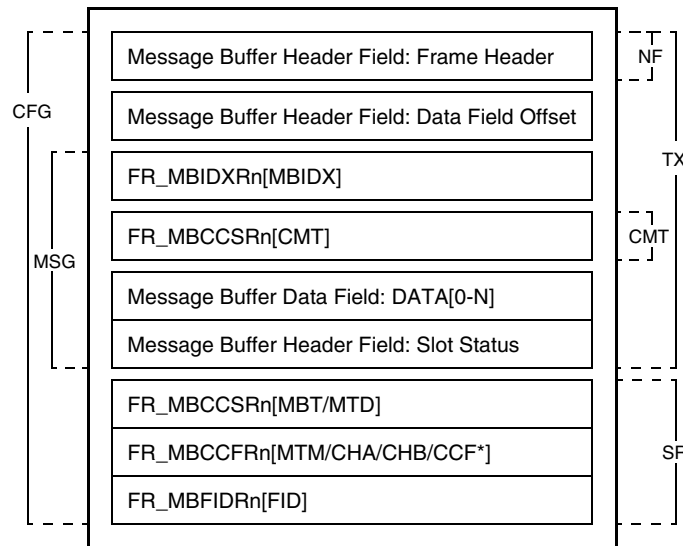 Message Buffer Header Field: Frame Header
NF
CFG
Message Buffer Header Field: Data Field Offset
TX
FR_MBIDXRn[MBIDX]
FR_MBCCSRn[CMT]
CMT
MSG
Message Buffer Data Field: DATA[0-N]
Message Buffer Header Field: Slot Status
FR_MBCCSRn[MBT/MTD]
FR_MBCCFRn[MTM/CHA/CHB/CCF*]
FR_MBFIDRn[FID]